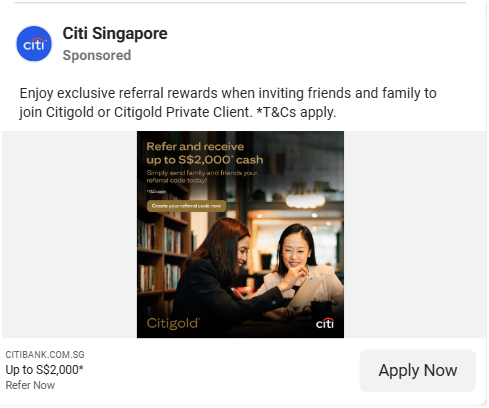 citi
Citi Singapore
Sponsored
Enjoy exclusive referral rewards when inviting friends and family to
join Citigold or Citigold Private Client. *T&Cs apply.
Refer and receive
up to S$2,000* cash
Simply send family and friends your
referral code today!
*T&Cs apply.
Create your referral code now
Citigold®
citi
CITIBANK.COM.SG
Up to S$2,000*
Refer Now
Apply Now